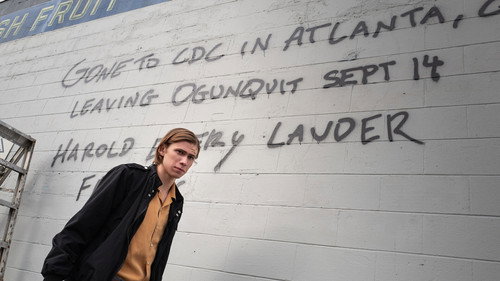 SH FRUIT
GONE TO CDC IN ATLANTA,
LEAVING OGUNQUIT SEPT 14
HAROLD LAUDER